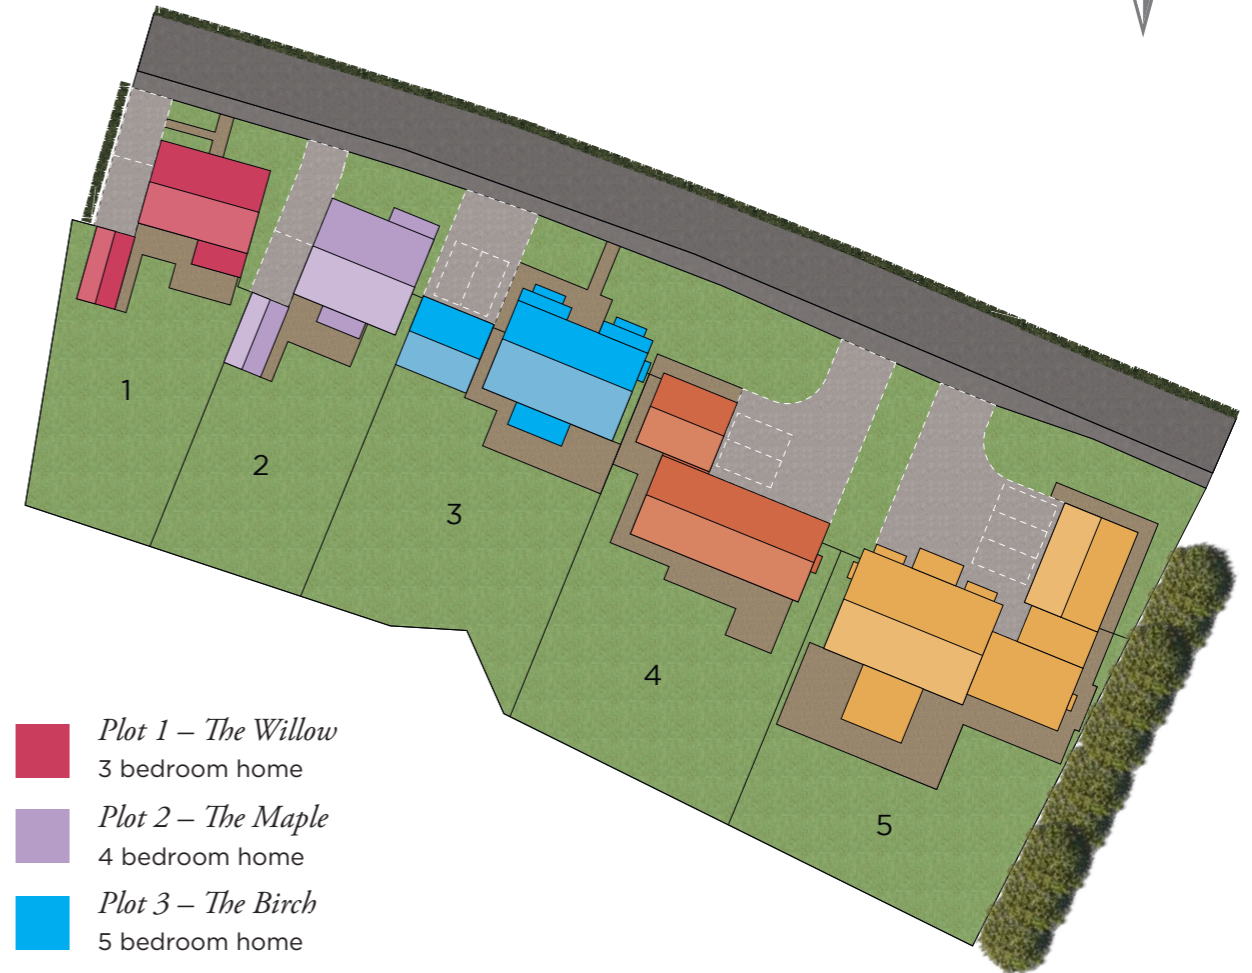 1
2
3
4
5
Plot 1 – The Willow
3 bedroom home
Plot 2 – The Maple
4 bedroom home
Plot 3 – The Birch
5 bedroom home